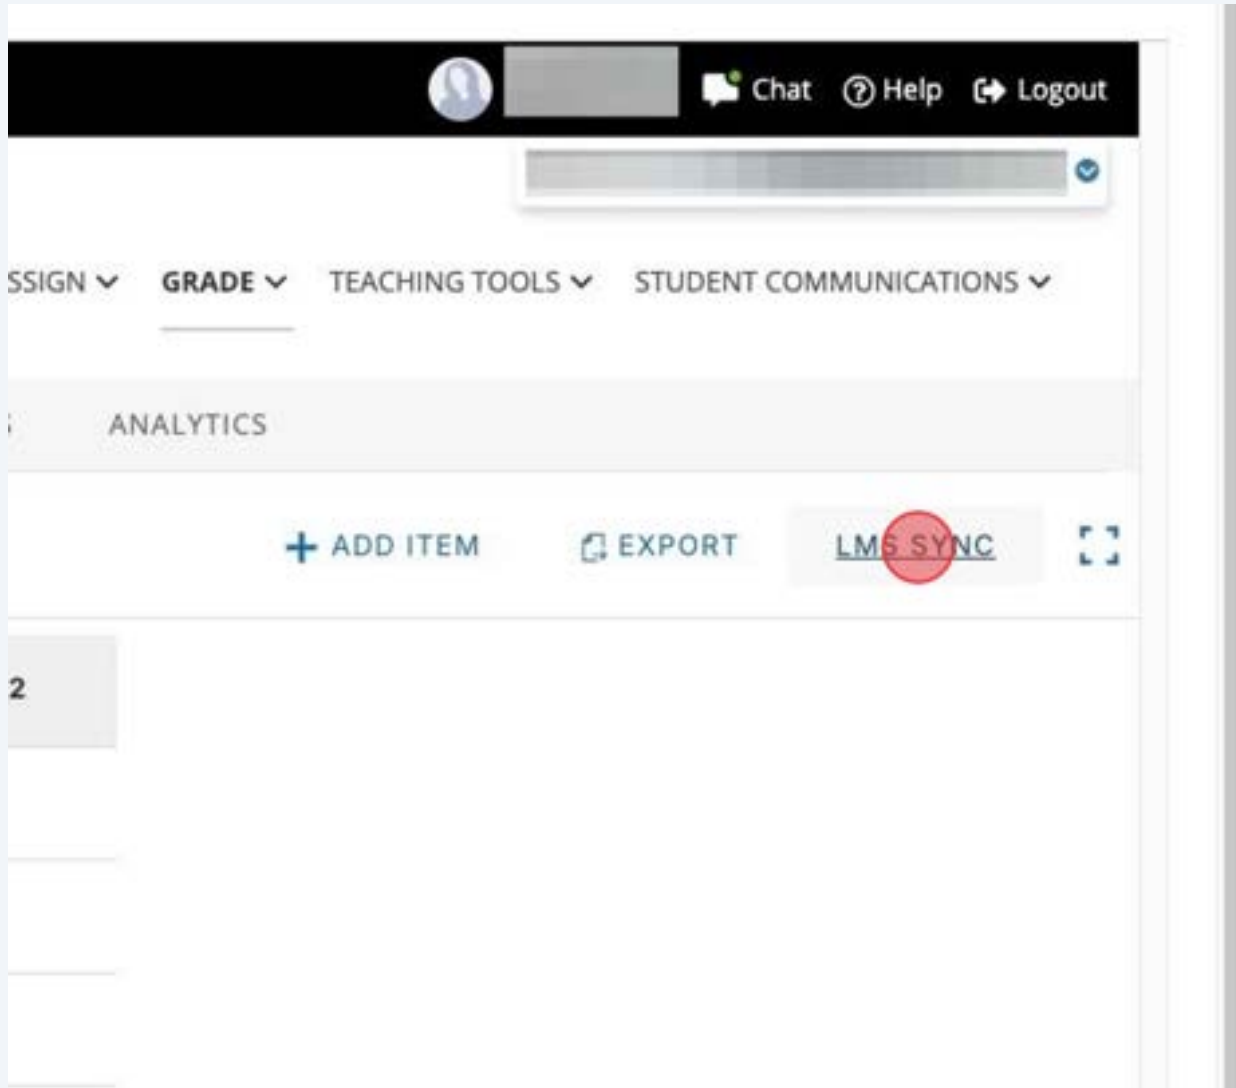 Chat Help Logout
SSIGN GRADE TEACHING TOOLS STUDENT COMMUNICATIONS
ANALYTICS
ADD ITEM EXPORT LMS SYNC
2